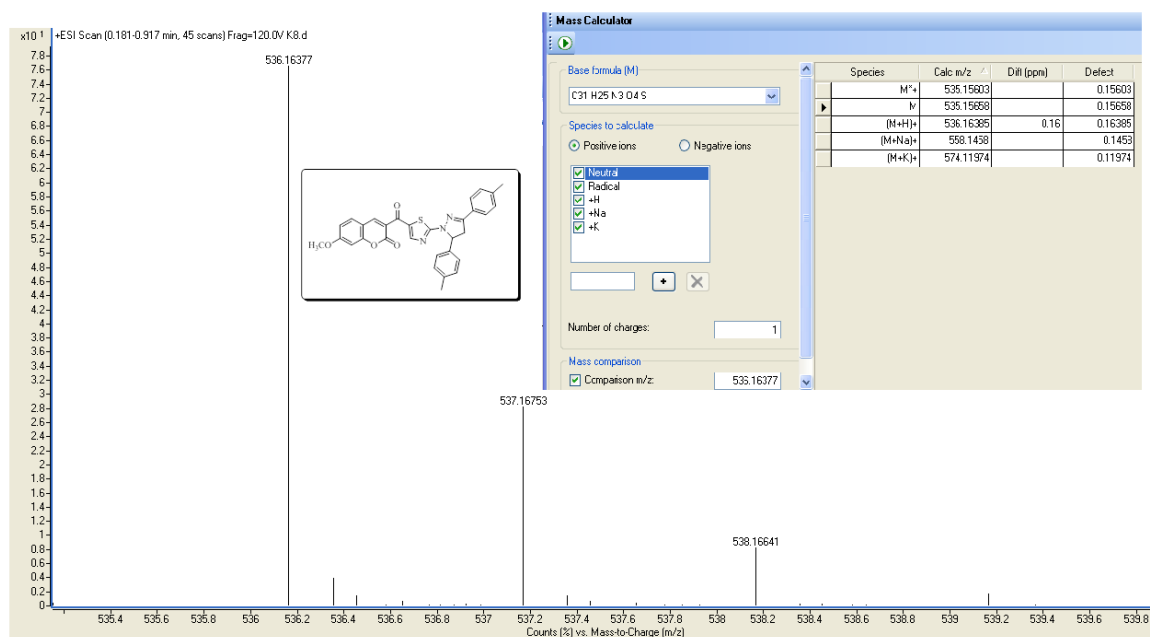 x10 1
+ESI Scan (0.181-0.917 min, 45 scans) Frag=120.0V K8.d
7.8
7.6
7.4
7.2
7
6.8
6.6
6.4
6.2
6
5.8
5.6
5.4
5.2
5
4.8
4.6
4.4
4.2
4
3.8
3.6
3.4
3.2
3
2.8
2.6
2.4
2.2
2
1.8
1.6
1.4
1.2
1
0.8
0.6
0.4
0.2
0
536.16377
537.16753
538.16641
H3CO
O
O
O
S
N
N
N
535.4 535.6 535.8 536 536.2 536.4 536.6 536.8 537 537.2 537.4 537.6 537.8 538 538.2 538.4 538.6 538.8 539 539.2 539.4 539.6 539.8
Counts (%) vs. Mass-to-Charge (m/z)
Mass Calculator
Base formula (M)
C31 H25 N3 O4 S
Species to calculate
Positive ions Negative ions
Neutral
Radical
+H
+Na
+K
+
Number of charges: 1
Mass comparison
Comparison m/z: 536.16377
Species Calc m/z Diff (ppm) Defect
M*+ 535.15603 0.15603
M 535.15658 0.15658
(M+H)+ 536.16385 0.16 0.16385
(M+Na)+ 558.1458 0.1458
(M+K)+ 574.11974 0.11974